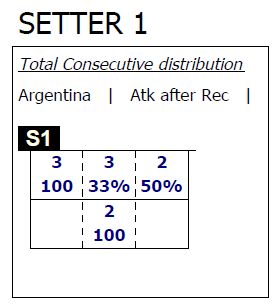 SETTER 1
Total Consecutive distribution
Argentina | Atk after Rec |
S1
3 3 2
100 33% 50%
2
100